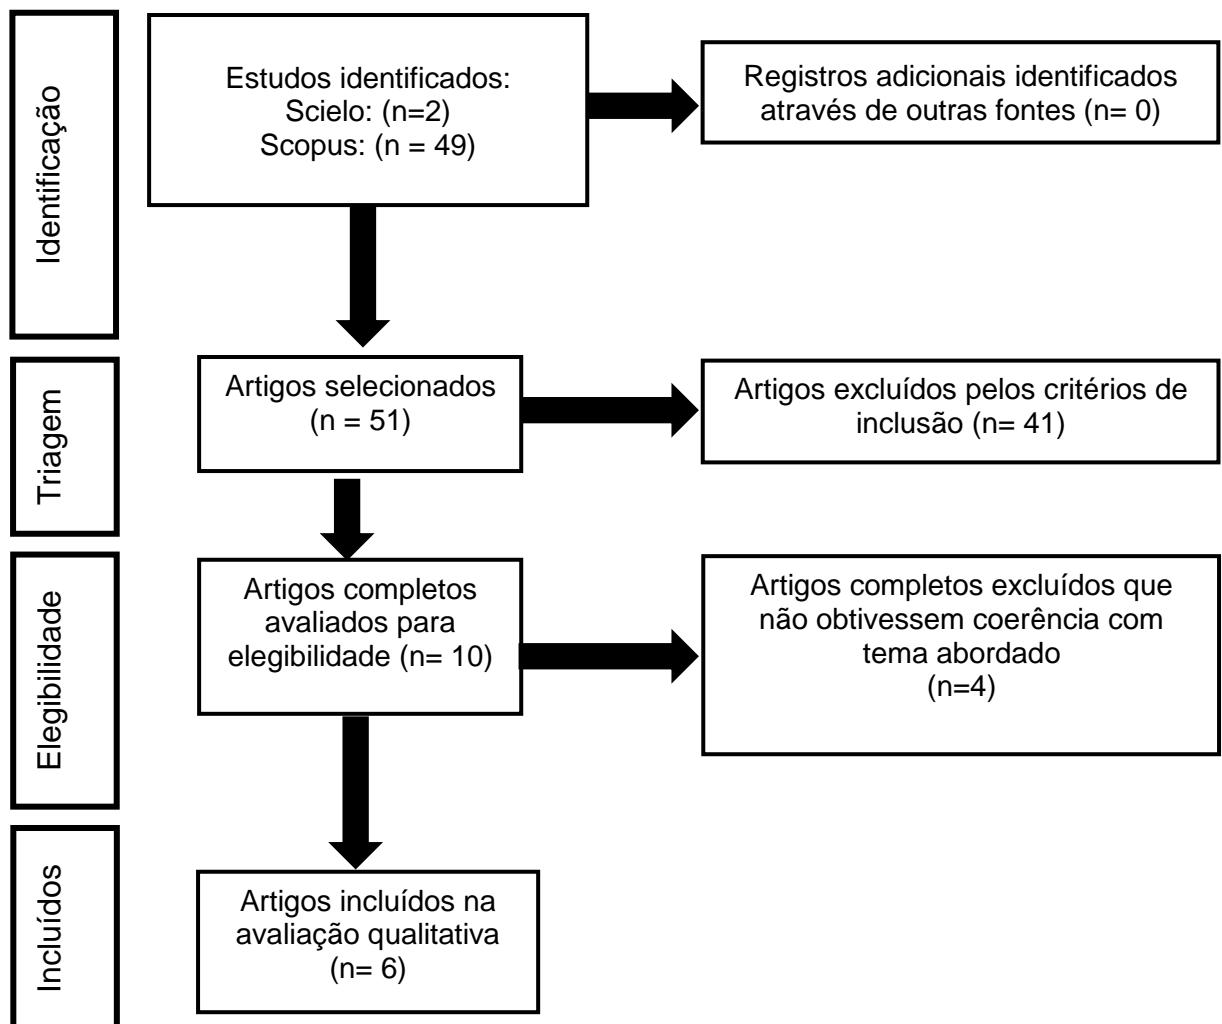 Identificação
Estudos identificados:
Scielo: (n=2)
Scopus: (n = 49)
Registros adicionais identificados
através de outras fontes (n= 0)
Triagem
Artigos selecionados
(n = 51)
Artigos excluídos pelos critérios de
inclusão (n= 41)
Elegibilidade
Artigos completos
avaliados para
elegibilidade (n= 10)
Artigos completos excluídos que
não obtivessem coerência com
tema abordado
(n=4)
Incluídos
Artigos incluídos na
avaliação qualitativa
(n= 6)